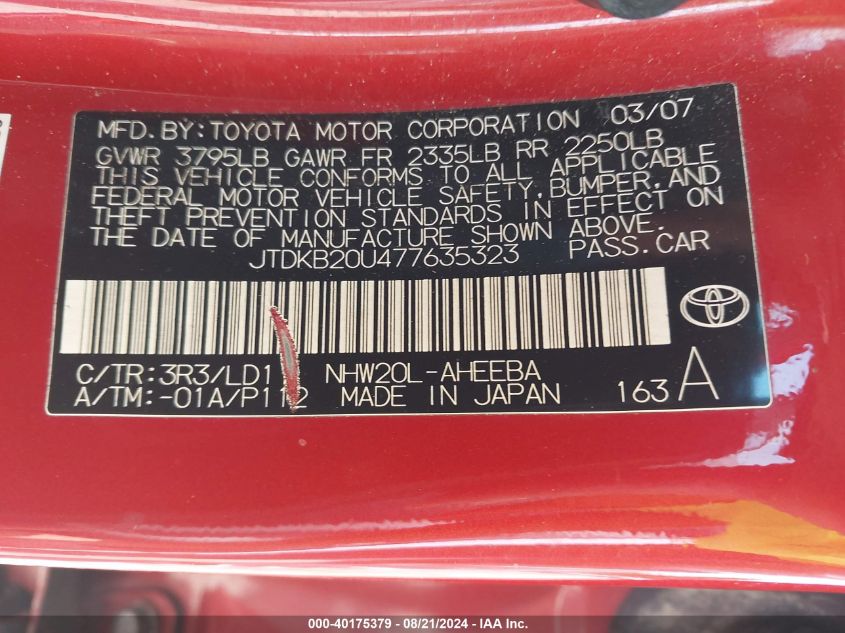 MFD. BY: TOYOTA MOTOR CORPORATION 03/07
GVWR 3795LB GAWR FR 2335LB RR 2250LB
THIS VEHICLE CONFORMS TO ALL APPLICABLE
FEDERAL MOTOR VEHICLE SAFETY, BUMPER, AND
THEFT PREVENTION STANDARDS IN EFFECT ON
THE DATE OF MANUFACTURE SHOWN ABOVE.
JTDKB20U477635323 PASS. CAR
C/TR:3R3/LD1 NHW20L-AHEEBA
A/TM:-01A/P112 MADE IN JAPAN 163 A
000-40175379 - 08/21/2024 - IAA Inc.